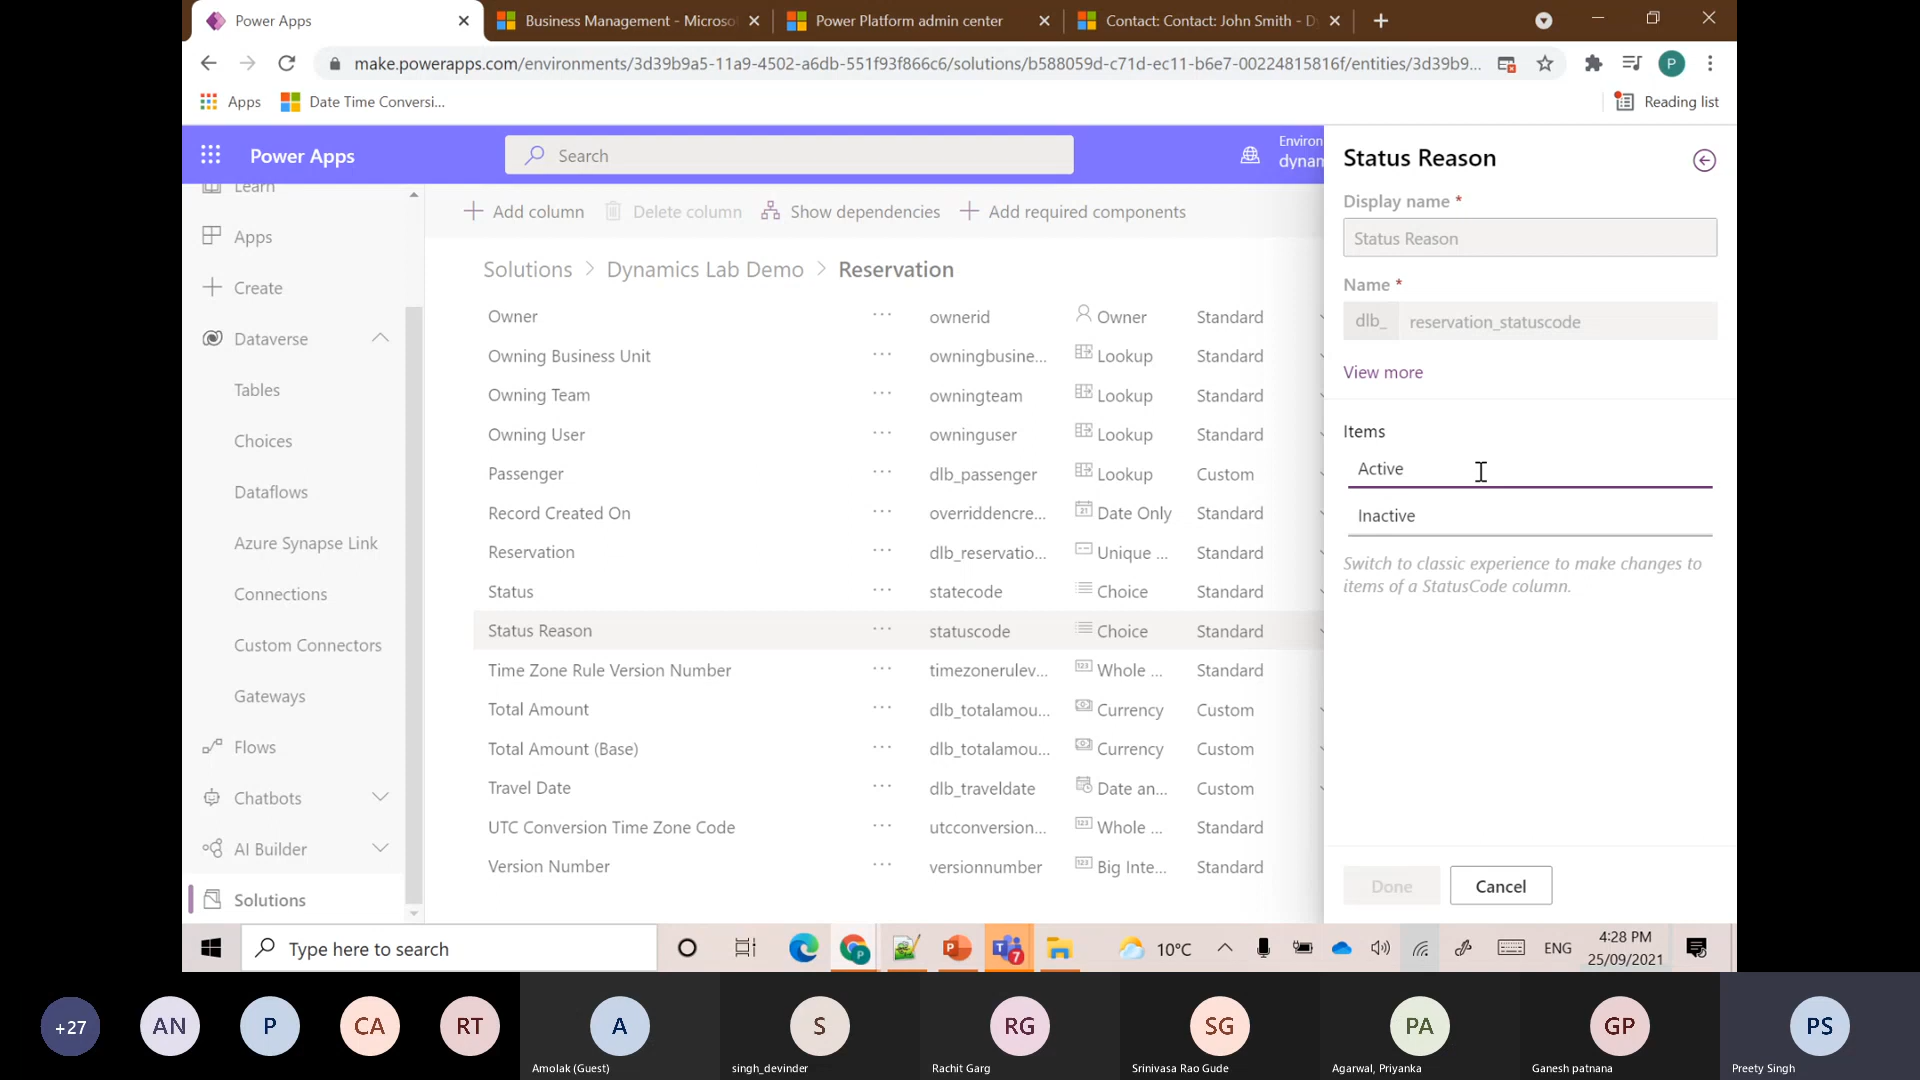 Power Apps
Business Management - Microso
Power Platform admin center
Contact: Contact: John Smith - D
make.powerapps.com/environments/3d39b9a5-11a9-4502-a6db-551f93f866c6/solutions/b588059d-c71d-ec11-b6e7-00224815816f/entities/3d39b9...
P
Apps
Date Time Conversi...
Reading list
Power Apps
Search
Environ
dynam
Learn
Apps
Create
Dataverse
Tables
Choices
Dataflows
Azure Synapse Link
Connections
Custom Connectors
Gateways
Flows
Chatbots
AI Builder
Solutions
Add column
Delete column
Show dependencies
Add required components
Solutions > Dynamics Lab Demo > Reservation
Owner ... ownerid Owner Standard
Owning Business Unit ... owningbusine... Lookup Standard
Owning Team ... owningteam Lookup Standard
Owning User ... owninguser Lookup Standard
Passenger ... dlb_passenger Lookup Custom
Record Created On ... overriddencre... Date Only Standard
Reservation ... dlb_reservatio... Unique ... Standard
Status ... statecode Choice Standard
Status Reason ... statuscode Choice Standard
Time Zone Rule Version Number ... timezonerulev... Whole ... Standard
Total Amount ... dlb_totalamou... Currency Custom
Total Amount (Base) ... dlb_totalamou... Currency Custom
Travel Date ... dlb_traveldate Date an... Custom
UTC Conversion Time Zone Code ... utcconversion... Whole ... Standard
Version Number ... versionnumber Big Inte... Standard
Status Reason
Display name *
Status Reason
Name *
dlb_ reservation_statuscode
View more
Items
Active
Inactive
Switch to classic experience to make changes to
items of a StatusCode column.
Done
Cancel
Type here to search
7
10°C
ENG
4:28 PM
25/09/2021
+27
AN
P
CA
RT
A
S
RG
SG
PA
GP
PS
Amolak (Guest)
singh_devinder
Rachit Garg
Srinivasa Rao Gude
Agarwal, Priyanka
Ganesh patnana
Preety Singh